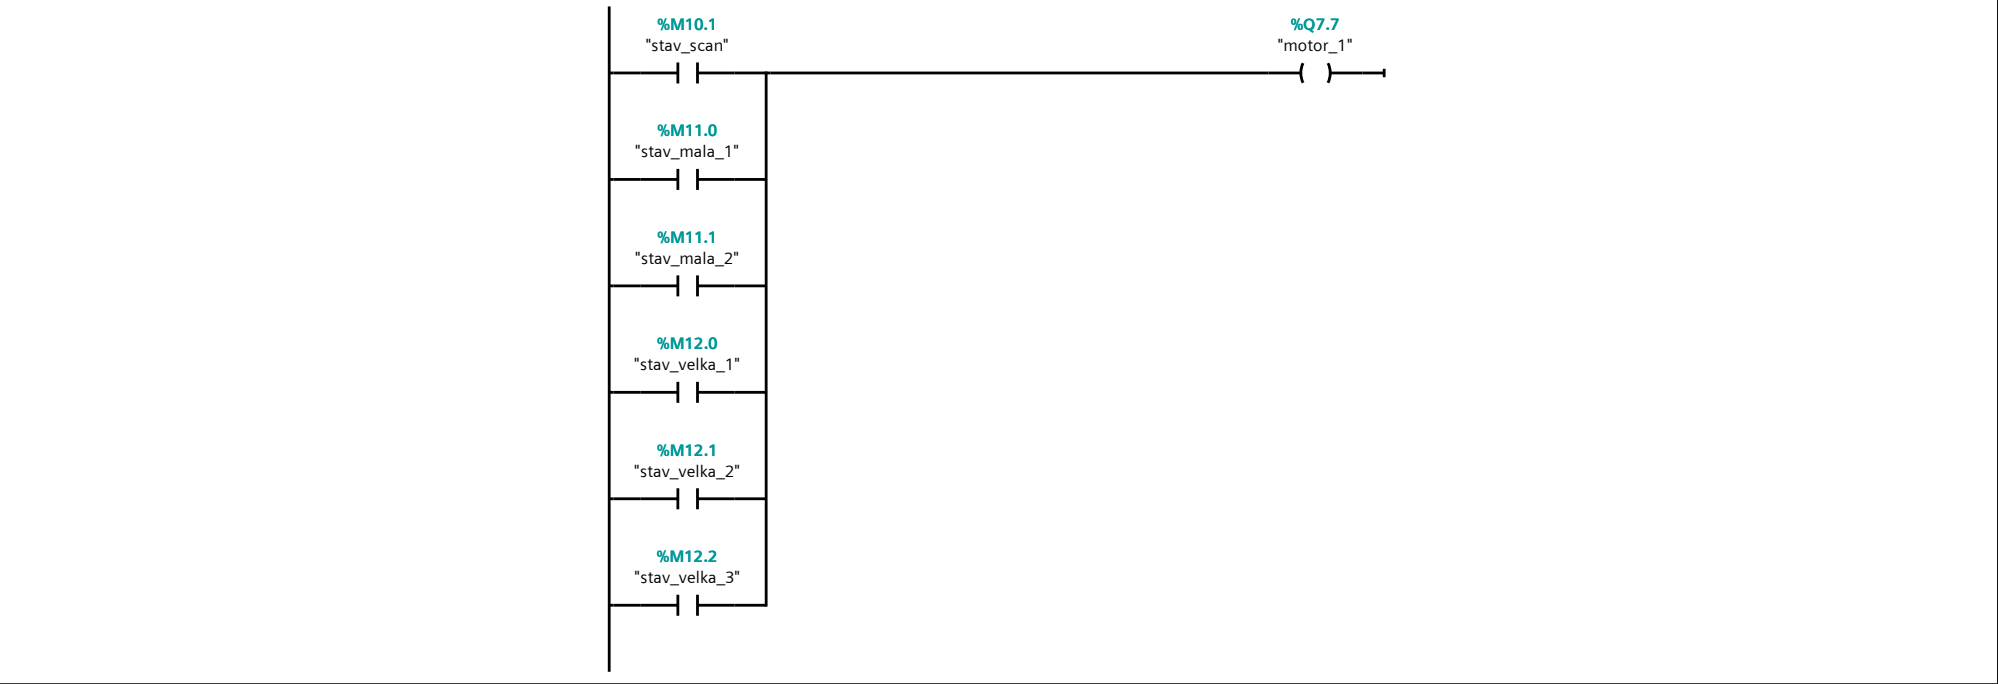 %M10.1
"stav_scan"
%Q7.7
"motor_1"
%M11.0
"stav_mala_1"
%M11.1
"stav_mala_2"
%M12.0
"stav_velka_1"
%M12.1
"stav_velka_2"
%M12.2
"stav_velka_3"